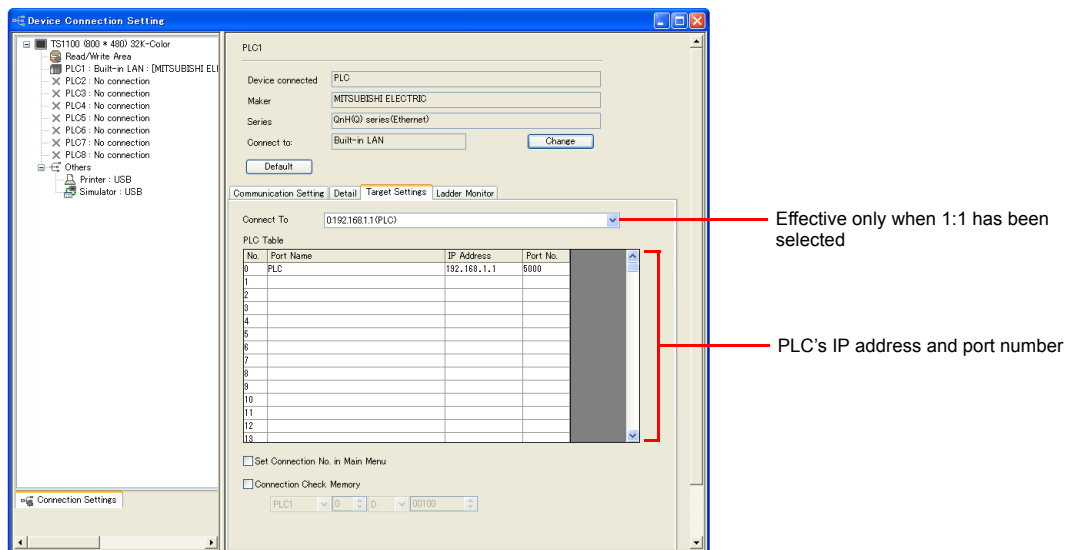 Device Connection Setting
TS1100 (800 * 480) 32K-Color
Read/Write Area
PLC1 : Built-in LAN : [MITSUBISHI EL
PLC2 : No connection
PLC3 : No connection
PLC4 : No connection
PLC5 : No connection
PLC6 : No connection
PLC7 : No connection
PLC8 : No connection
Others
Printer : USB
Simulator : USB
Connection Settings
PLC1
Device connected PLC
Maker MITSUBISHI ELECTRIC
Series QnH(Q) series(Ethernet)
Connect to: Built-in LAN Change
Default
Communication Setting Detail Target Settings Ladder Monitor
Connect To 0:192.168.1.1(PLC)
PLC Table
No. Port Name IP Address Port No.
0 PLC 192.168.1.1 5000
1
2
3
4
5
6
7
8
9
10
11
12
13
Set Connection No. in Main Menu
Connection Check Memory
PLC1 0 D 00100
Effective only when 1:1 has been
selected
PLC's IP address and port number